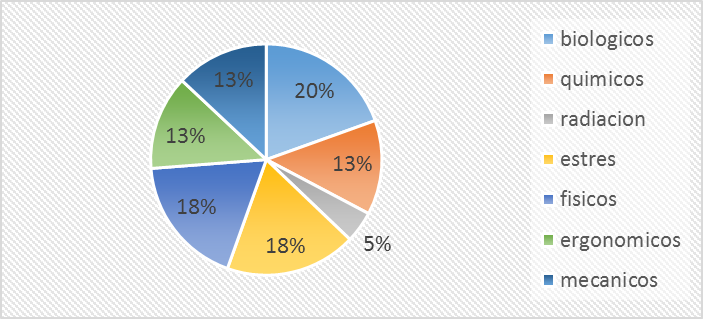 20%
13%
5%
18%
18%
13%
13%
biologicos
quimicos
radiacion
estres
fisicos
ergonomicos
mecanicos